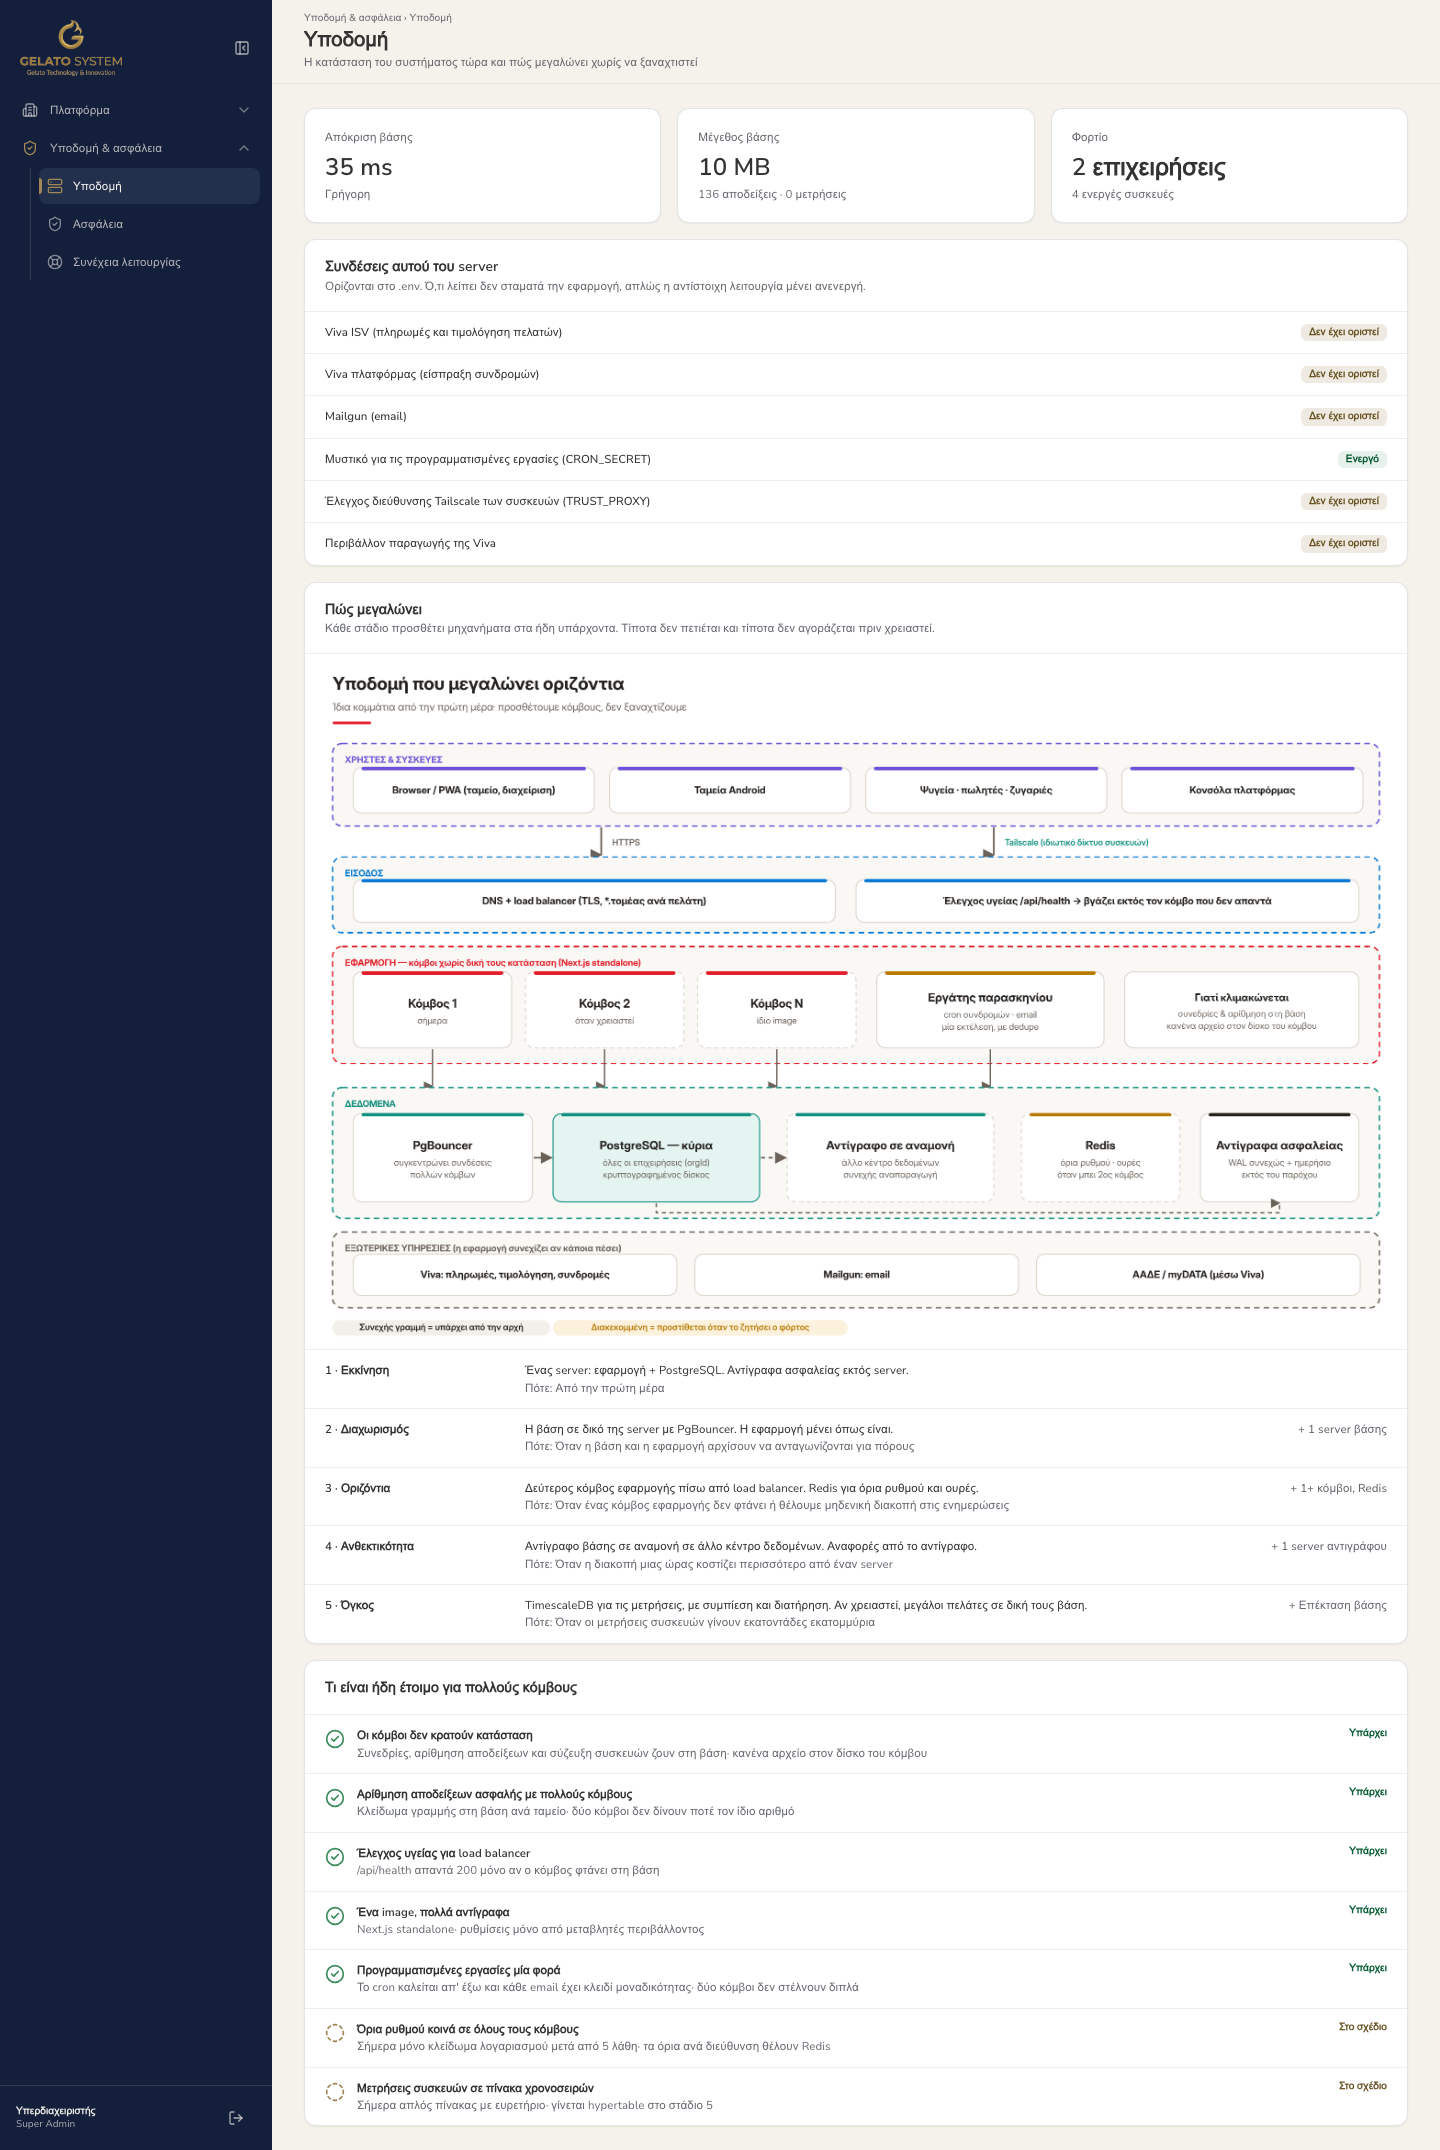 GELATO SYSTEM
Gelato Technology & Innovation
Πλατφόρμα
Υποδομή & ασφάλεια
Υποδομή
Ασφάλεια
Συνέχεια λειτουργίας
Υπερδιαχειριστής
Super Admin
Υποδομή & ασφάλεια › Υποδομή
Υποδομή
Η κατάσταση του συστήματος τώρα και πώς μεγαλώνει χωρίς να ξαναχτιστεί
Απόκριση βάσης
35 ms
Γρήγορη
Μέγεθος βάσης
10 MB
136 αποδείξεις · 0 μετρήσεις
Φορτίο
2 επιχειρήσεις
4 ενεργές συσκευές
Συνδέσεις αυτού του server
Ορίζονται στο .env. Ό,τι λείπει δεν σταματά την εφαρμογή, απλώς η αντίστοιχη λειτουργία μένει ανενεργή.
Viva ISV (πληρωμές και τιμολόγηση πελατών) Δεν έχει οριστεί
Viva πλατφόρμας (είσπραξη συνδρομών) Δεν έχει οριστεί
Mailgun (email) Δεν έχει οριστεί
Μυστικό για τις προγραμματισμένες εργασίες (CRON_SECRET) Ενεργό
Έλεγχος διεύθυνσης Tailscale των συσκευών (TRUST_PROXY) Δεν έχει οριστεί
Περιβάλλον παραγωγής της Viva Δεν έχει οριστεί
Πώς μεγαλώνει
Κάθε στάδιο προσθέτει μηχανήματα στα ήδη υπάρχοντα. Τίποτα δεν πετιέται και τίποτα δεν αγοράζεται πριν χρειαστεί.
Υποδομή που μεγαλώνει οριζόντια
Ίδια κομμάτια από την πρώτη μέρα· προσθέτουμε κόμβους, δεν ξαναχτίζουμε
ΧΡΗΣΤΕΣ & ΣΥΣΚΕΥΕΣ
Browser / PWA (ταμείο, διαχείριση)
Ταμεία Android
Ψυγεία · πωλητές · ζυγαριές
Κονσόλα πλατφόρμας
HTTPS
Tailscale (ιδιωτικό δίκτυο συσκευών)
ΕΙΣΟΔΟΣ
DNS + load balancer (TLS, *.τομέας ανά πελάτη)
Έλεγχος υγείας /api/health → βγάζει εκτός τον κόμβο που δεν απαντά
ΕΦΑΡΜΟΓΗ — κόμβοι χωρίς δική τους κατάσταση (Next.js standalone)
Κόμβος 1
σήμερα
Κόμβος 2
όταν χρειαστεί
Κόμβος N
ίδιο image
Εργάτης παρασκηνίου
cron συνδρομών · email
μία εκτέλεση, με dedupe
Γιατί κλιμακώνεται
συνεδρίες & αρίθμηση στη βάση
κανένα αρχείο στον δίσκο του κόμβου
ΔΕΔΟΜΕΝΑ
PgBouncer
συγκεντρώνει συνδέσεις
πολλών κόμβων
PostgreSQL — κύρια
όλες οι επιχειρήσεις (orgId)
κρυπτογραφημένος δίσκος
Αντίγραφο σε αναμονή
άλλο κέντρο δεδομένων
συνεχής αναπαραγωγή
Redis
όρια ρυθμού · ουρές
όταν μπει 2ος κόμβος
Αντίγραφα ασφαλείας
WAL συνεχώς + ημερήσιο
εκτός του παρόχου
ΕΞΩΤΕΡΙΚΕΣ ΥΠΗΡΕΣΙΕΣ (η εφαρμογή συνεχίζει αν κάποια πέσει)
Viva: πληρωμές, τιμολόγηση, συνδρομές
Mailgun: email
ΑΑΔΕ / myDATA (μέσω Viva)
Συνεχής γραμμή = υπάρχει από την αρχή
Διακεκομμένη = προστίθεται όταν το ζητήσει ο φόρτος
1 · Εκκίνηση
Ένας server: εφαρμογή + PostgreSQL. Αντίγραφα ασφαλείας εκτός server.
Πότε: Από την πρώτη μέρα
2 · Διαχωρισμός
Η βάση σε δικό της server με PgBouncer. Η εφαρμογή μένει όπως είναι.
+ 1 server βάσης
Πότε: Όταν η βάση και η εφαρμογή αρχίσουν να ανταγωνίζονται για πόρους
3 · Οριζόντια
Δεύτερος κόμβος εφαρμογής πίσω από load balancer. Redis για όρια ρυθμού και ουρές.
+ 1+ κόμβοι, Redis
Πότε: Όταν ένας κόμβος εφαρμογής δεν φτάνει ή θέλουμε μηδενική διακοπή στις ενημερώσεις
4 · Ανθεκτικότητα
Αντίγραφο βάσης σε αναμονή σε άλλο κέντρο δεδομένων. Αναφορές από το αντίγραφο.
+ 1 server αντιγράφου
Πότε: Όταν η διακοπή μιας ώρας κοστίζει περισσότερο από έναν server
5 · Όγκος
TimescaleDB για τις μετρήσεις, με συμπίεση και διατήρηση. Αν χρειαστεί, μεγάλοι πελάτες σε δική τους βάση.
+ Επέκταση βάσης
Πότε: Όταν οι μετρήσεις συσκευών γίνουν εκατοντάδες εκατομμύρια
Τι είναι ήδη έτοιμο για πολλούς κόμβους
Οι κόμβοι δεν κρατούν κατάσταση Υπάρχει
Συνεδρίες, αρίθμηση αποδείξεων και σύζευξη συσκευών ζουν στη βάση· κανένα αρχείο στον δίσκο του κόμβου
Αρίθμηση αποδείξεων ασφαλής με πολλούς κόμβους Υπάρχει
Κλείδωμα γραμμής στη βάση ανά ταμείο· δύο κόμβοι δεν δίνουν ποτέ τον ίδιο αριθμό
Έλεγχος υγείας για load balancer Υπάρχει
/api/health απαντά 200 μόνο αν ο κόμβος φτάνει στη βάση
Ένα image, πολλά αντίγραφα Υπάρχει
Next.js standalone· ρυθμίσεις μόνο από μεταβλητές περιβάλλοντος
Προγραμματισμένες εργασίες μία φορά Υπάρχει
Το cron καλείται απ' έξω και κάθε email έχει κλειδί μοναδικότητας· δύο κόμβοι δεν στέλνουν διπλά
Όρια ρυθμού κοινά σε όλους τους κόμβους Στο σχέδιο
Σήμερα μόνο κλείδωμα λογαριασμού μετά από 5 λάθη· τα όρια ανά διεύθυνση θέλουν Redis
Μετρήσεις συσκευών σε πίνακα χρονοσειρών Στο σχέδιο
Σήμερα απλός πίνακας με ευρετήριο· γίνεται hypertable στο στάδιο 5